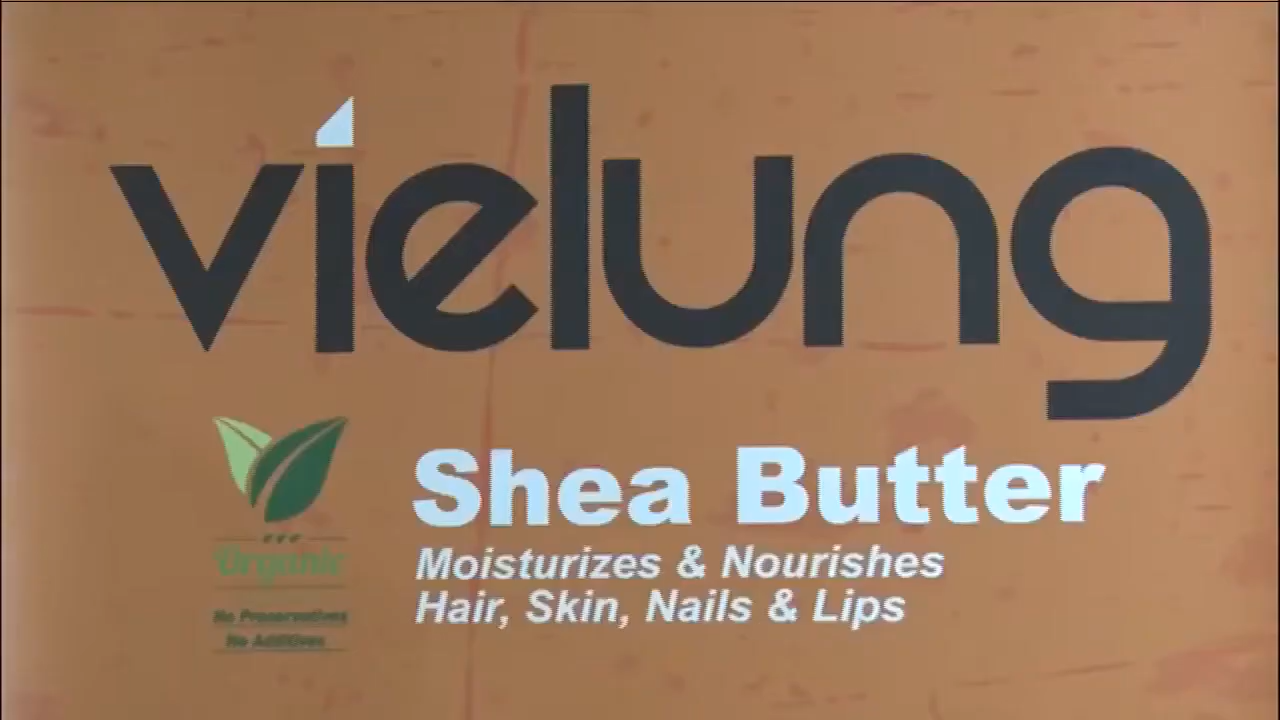 vielung
Shea Butter
Moisturizes & Nourishes
Hair, Skin, Nails & Lips
Organic
No Preservatives
No Additives